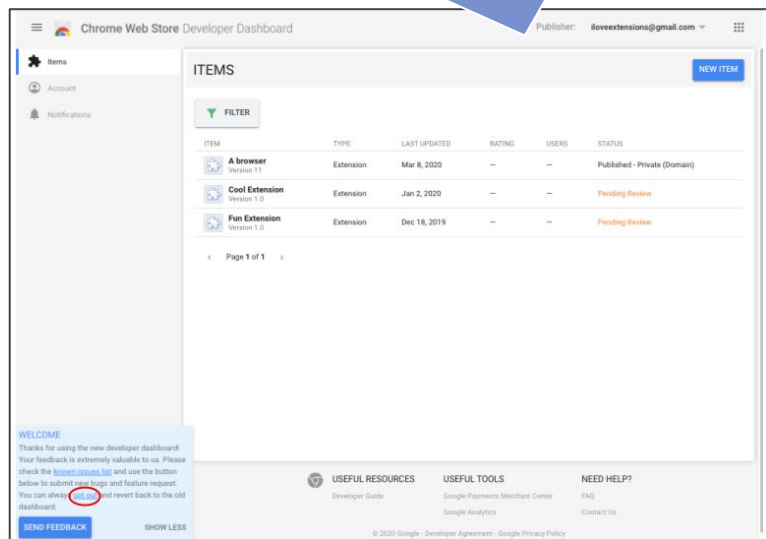 Chrome Web Store Developer Dashboard
Publisher: iloveextensions@gmail.com
Items
Account
Notifications
ITEMS
NEW ITEM
FILTER
ITEM TYPE LAST UPDATED RATING USERS STATUS
A browser
Version 11
Extension Mar 8, 2020 – – Published - Private (Domain)
Cool Extension
Version 1.0
Extension Jan 2, 2020 – – Pending Review
Fun Extension
Version 1.0
Extension Dec 18, 2019 – – Pending Review
Page 1 of 1
WELCOME
Thanks for using the new developer dashboard!
Your feedback is extremely valuable to us. Please
check the known issues list and use the button
below to submit new bugs and feature request.
You can always opt out and revert back to the old
dashboard.
SEND FEEDBACK SHOW LESS
USEFUL RESOURCES
Developer Guide
USEFUL TOOLS
Google Payments Merchant Center
Google Analytics
NEED HELP?
FAQ
Contact Us
© 2020 Google - Developer Agreement - Google Privacy Policy